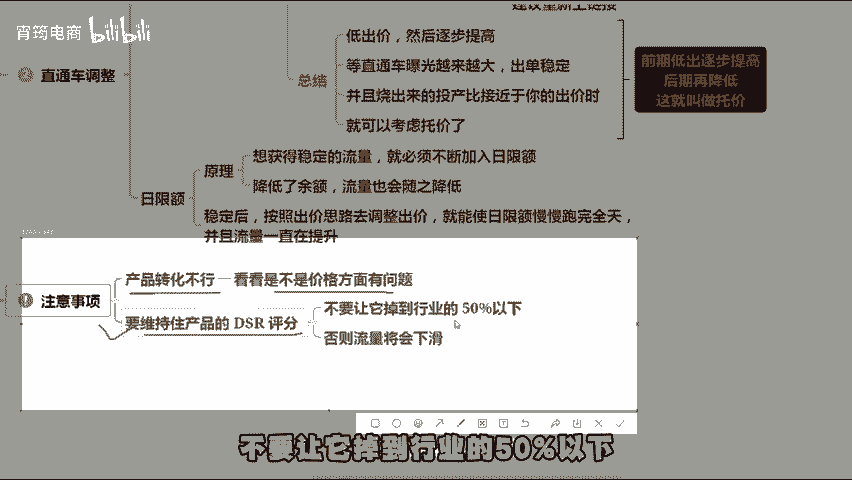 宵筠电商 bilibili
建议重新上链接
低出价，然后逐步提高
等直通车曝光越来越大，出单稳定
并且烧出来的投产比接近于你的出价时
就可以考虑托价了
总结
直通车调整
前期低出逐步提高
后期再降低
这就叫做托价
原理
想获得稳定的流量，就必须不断加入日限额
降低了余额，流量也会随之降低
日限额
稳定后，按照出价思路去调整出价，就能使日限额慢慢跑完全天，
并且流量一直在提升
注意事项
产品转化不行
看看是不是价格方面有问题
要维持住产品的 DSR 评分
不要让它掉到行业的 50%以下
否则流量将会下滑
不要让它掉到行业的50%以下